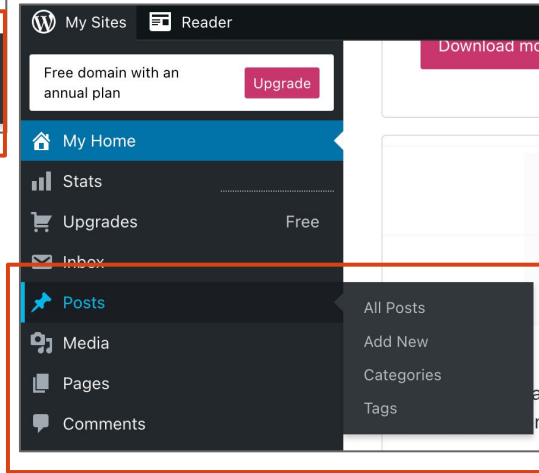 My Sites Reader
Download mo
Free domain with an
annual plan
Upgrade
My Home
Stats
Upgrades Free
Inbox
Posts
All Posts
Media
Add New
Pages
Categories
Tags
Comments